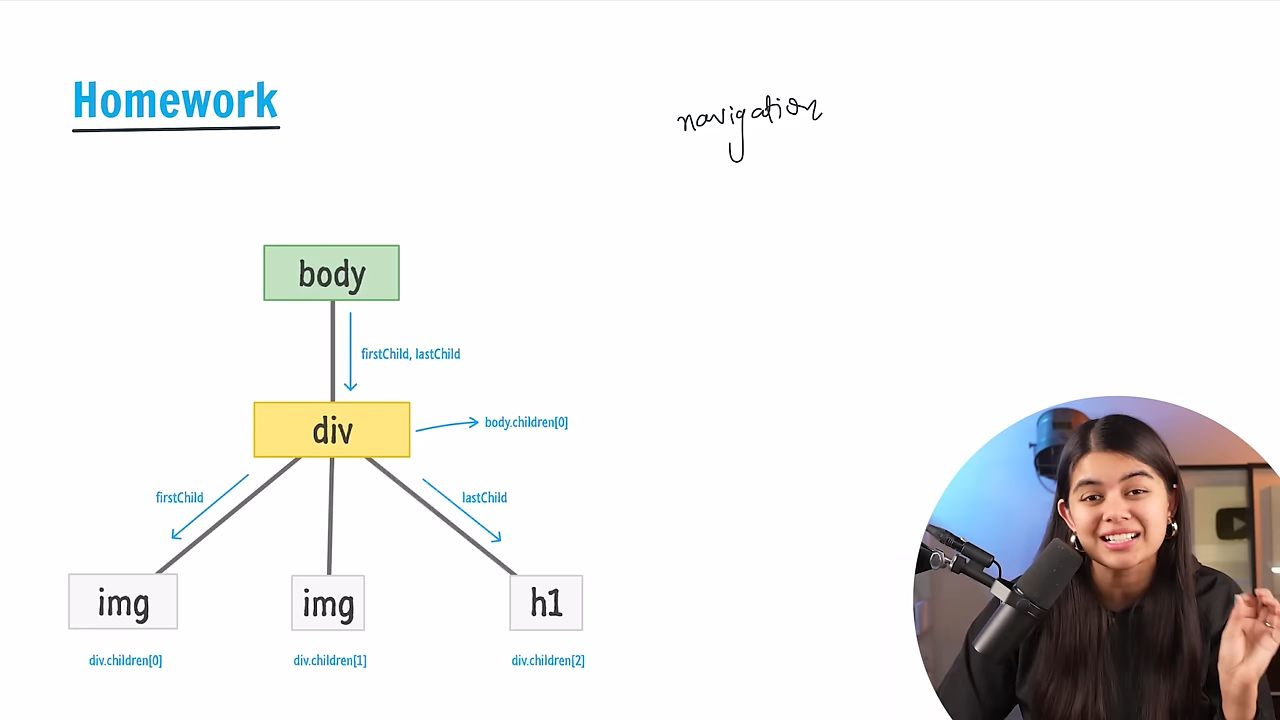 Homework
navigation
body
firstChild, lastChild
div
body.children[0]
firstChild
lastChild
img
img
h1
div.children[0]
div.children[1]
div.children[2]